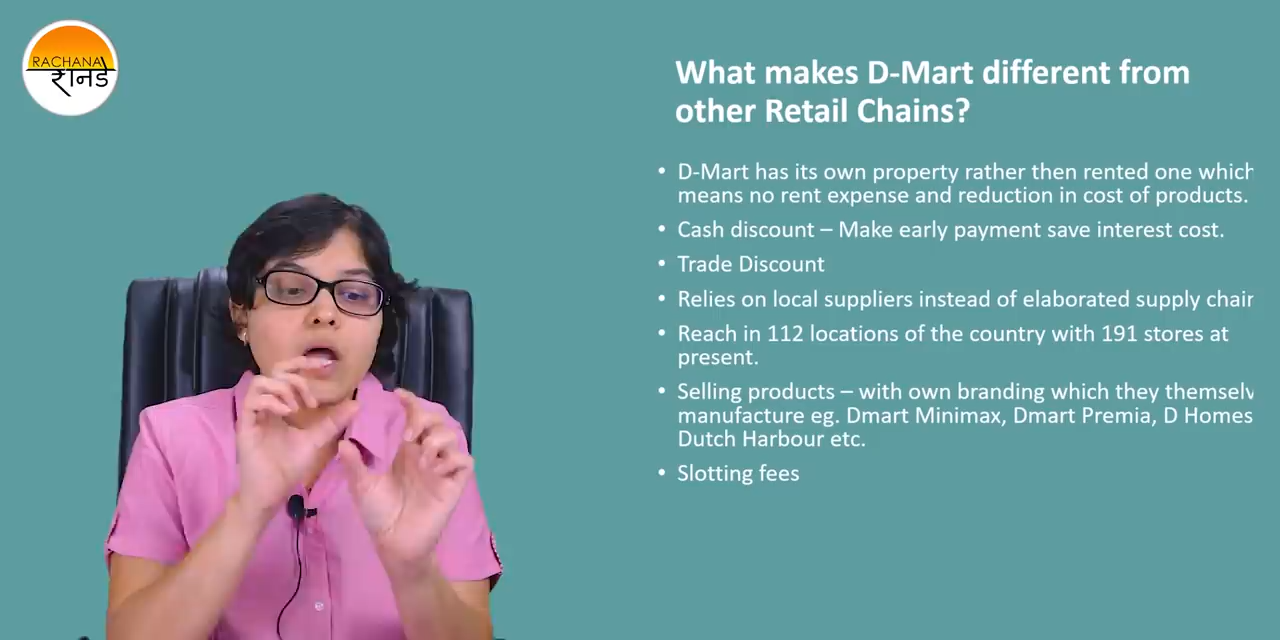 RACHANA
रानडे
What makes D-Mart different from
other Retail Chains?
• D-Mart has its own property rather then rented one which
means no rent expense and reduction in cost of products.
• Cash discount – Make early payment save interest cost.
• Trade Discount
• Relies on local suppliers instead of elaborated supply chain
• Reach in 112 locations of the country with 191 stores at
present.
• Selling products – with own branding which they themselv
manufacture eg. Dmart Minimax, Dmart Premia, D Homes
Dutch Harbour etc.
• Slotting fees